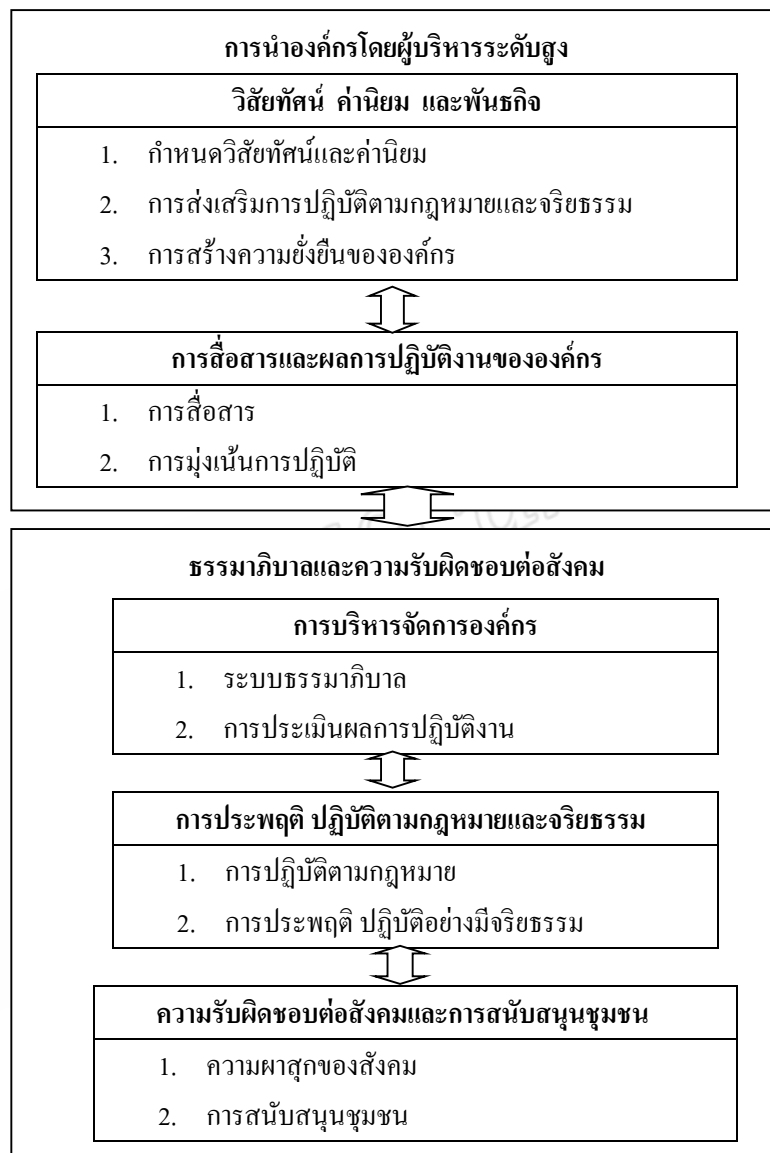 การนำองค์กรโดยผู้บริหารระดับสูง
วิสัยทัศน์ ค่านิยม และพันธกิจ
1. กำหนดวิสัยทัศน์และค่านิยม
2. การส่งเสริมการปฏิบัติตามกฎหมายและจริยธรรม
3. การสร้างความยั่งยืนขององค์กร
การสื่อสารและผลการปฏิบัติงานขององค์กร
1. การสื่อสาร
2. การมุ่งเน้นการปฏิบัติ
ธรรมาภิบาลและความรับผิดชอบต่อสังคม
การบริหารจัดการองค์กร
1. ระบบธรรมาภิบาล
2. การประเมินผลการปฏิบัติงาน
การประพฤติ ปฏิบัติตามกฎหมายและจริยธรรม
1. การปฏิบัติตามกฎหมาย
2. การประพฤติ ปฏิบัติอย่างมีจริยธรรม
ความรับผิดชอบต่อสังคมและการสนับสนุนชุมชน
1. ความผาสุกของสังคม
2. การสนับสนุนชุมชน